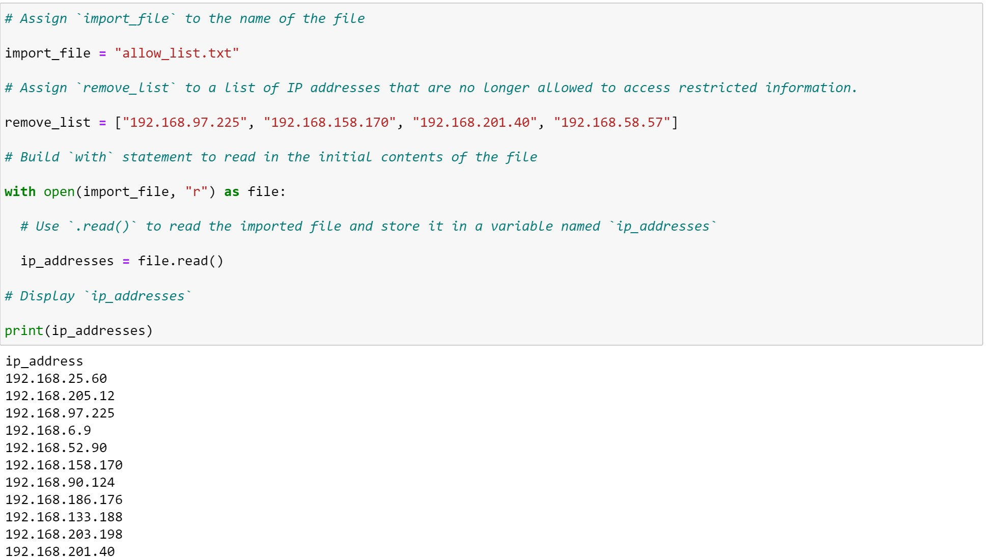 # Assign `import_file` to the name of the file
import_file = "allow_list.txt"
# Assign `remove_list` to a list of IP addresses that are no longer allowed to access restricted information.
remove_list = ["192.168.97.225", "192.168.158.170", "192.168.201.40", "192.168.58.57"]
# Build `with` statement to read in the initial contents of the file
with open(import_file, "r") as file:
  # Use `.read()` to read the imported file and store it in a variable named `ip_addresses`
  ip_addresses = file.read()
# Display `ip_addresses`
print(ip_addresses)
ip_address
192.168.25.60
192.168.205.12
192.168.97.225
192.168.6.9
192.168.52.90
192.168.158.170
192.168.90.124
192.168.186.176
192.168.133.188
192.168.203.198
192.168.201.40